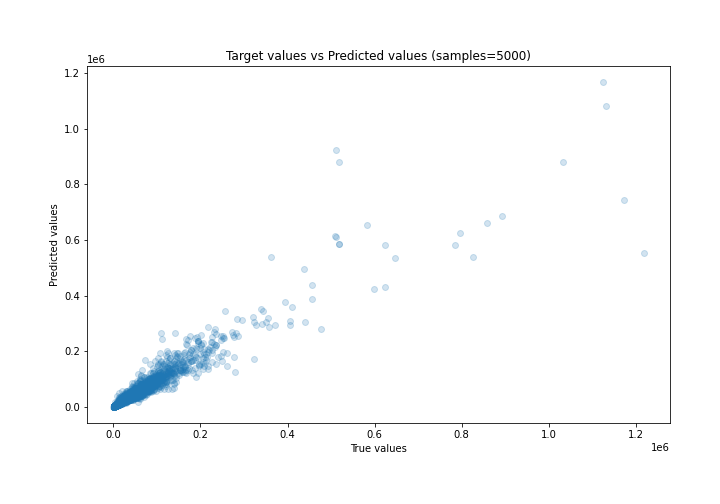 Target values vs Predicted values (samples=5000)
1e6
1.2
1.0
0.8
0.6
0.4
0.2
0.0
Predicted values
0.0 0.2 0.4 0.6 0.8 1.0 1.2
1e6
True values